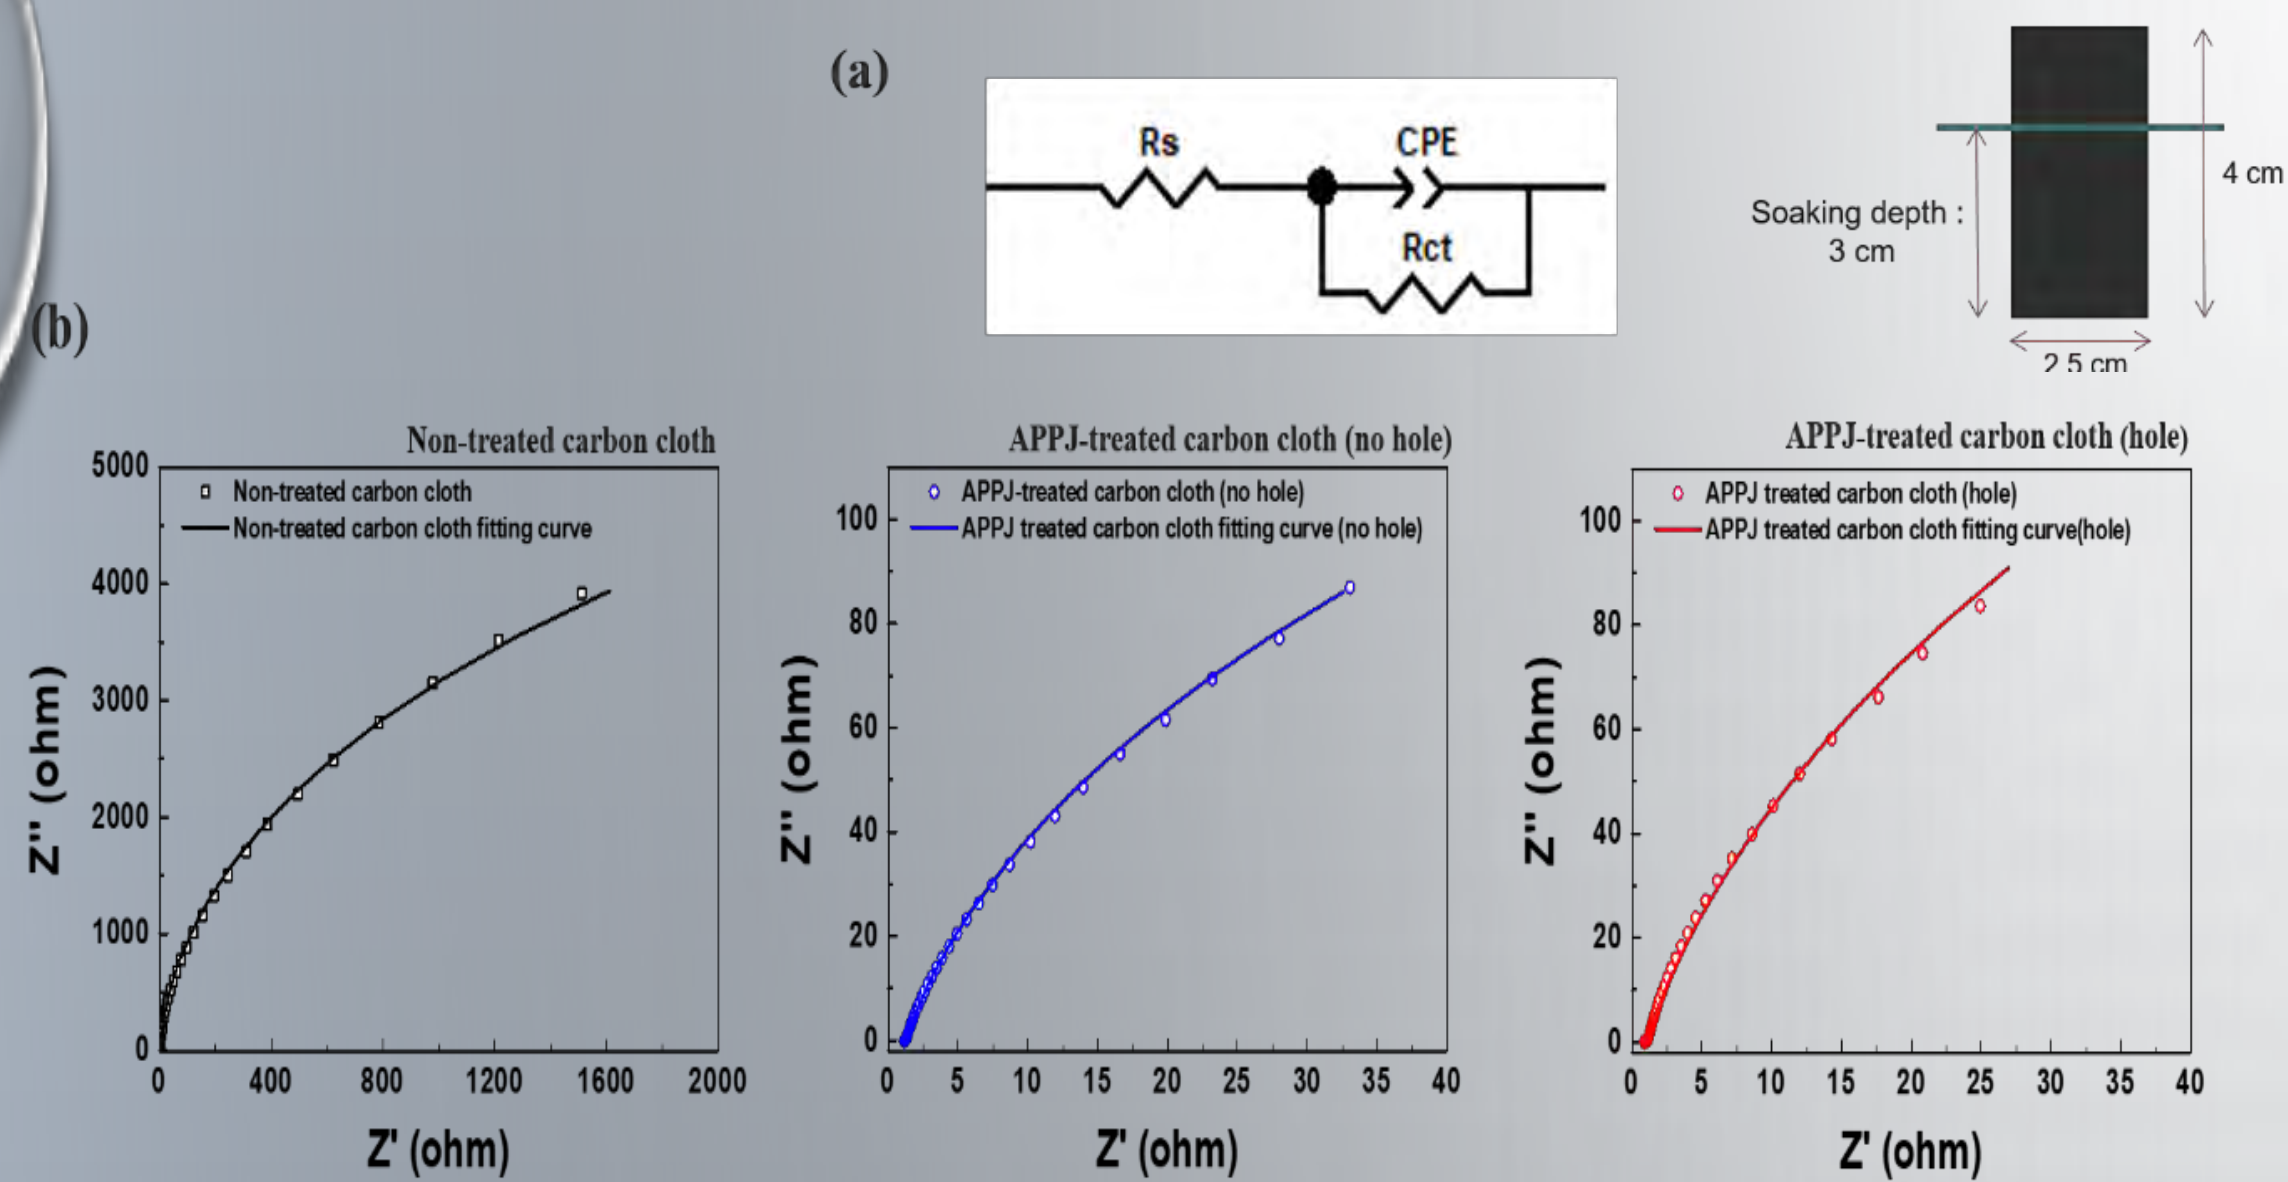 (a)
Rs
CPE
Rct
Soaking depth :
3 cm
4 cm
2.5 cm
(b)
Non-treated carbon cloth
5000
4000
3000
2000
1000
0
Non-treated carbon cloth
Non-treated carbon cloth fitting curve
Z'' (ohm)
0 400 800 1200 1600 2000
Z' (ohm)
APPJ-treated carbon cloth (no hole)
100
80
60
40
20
0
APPJ-treated carbon cloth (no hole)
APPJ treated carbon cloth fitting curve (no hole)
Z'' (ohm)
0 5 10 15 20 25 30 35 40
Z' (ohm)
APPJ-treated carbon cloth (hole)
100
80
60
40
20
0
APPJ treated carbon cloth (hole)
APPJ treated carbon cloth fitting curve(hole)
Z'' (ohm)
0 5 10 15 20 25 30 35 40
Z' (ohm)